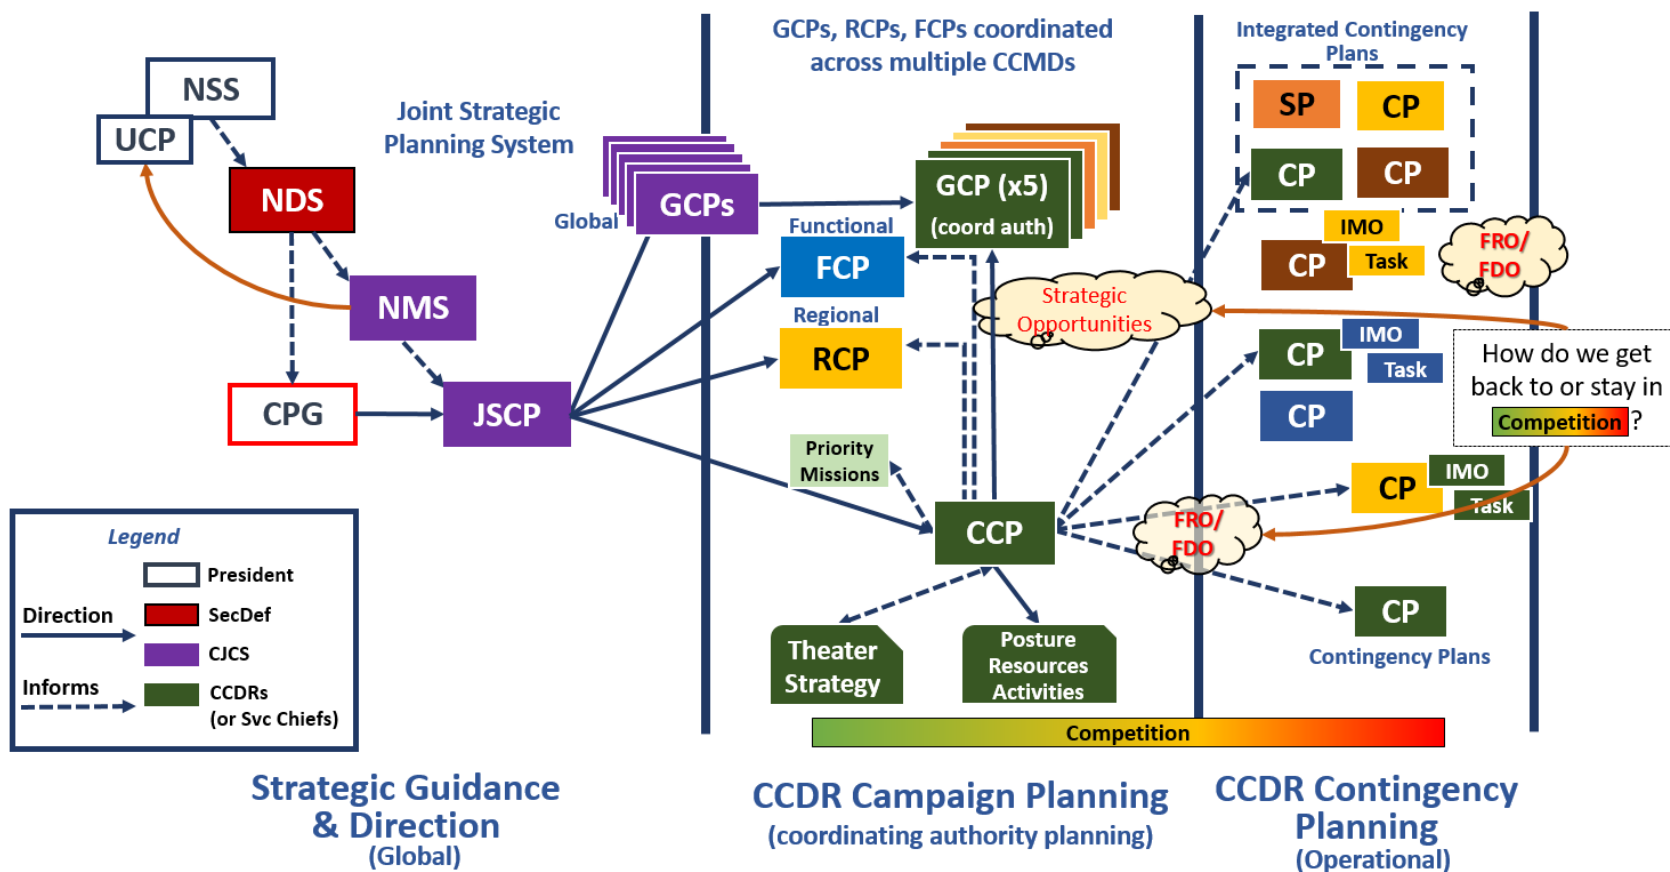 NSS
UCP
NDS
NMS
CPG
JSCP
Joint Strategic
Planning System
Global
GCPs
Legend
President
Direction
SecDef
CJCS
Informs
CCDRs
(or Svc Chiefs)
Strategic Guidance
& Direction
(Global)
GCPs, RCPs, FCPs coordinated
across multiple CCMDs
GCP (x5)
(coord auth)
Functional
FCP
Regional
RCP
Strategic
Opportunities
Priority
Missions
CCP
FRO/
FDO
Theater
Strategy
Posture
Resources
Activities
Competition
CCDR Campaign Planning
(coordinating authority planning)
Integrated Contingency
Plans
SP
CP
CP
CP
IMO
CP
Task
FRO/
FDO
CP
IMO
Task
CP
How do we get
back to or stay in
Competition ?
CP
IMO
Task
CP
Contingency Plans
CCDR Contingency
Planning
(Operational)